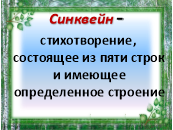 Синквейн –
стихотворение,
состоящее из пяти строк
и имеющее
определенное строение